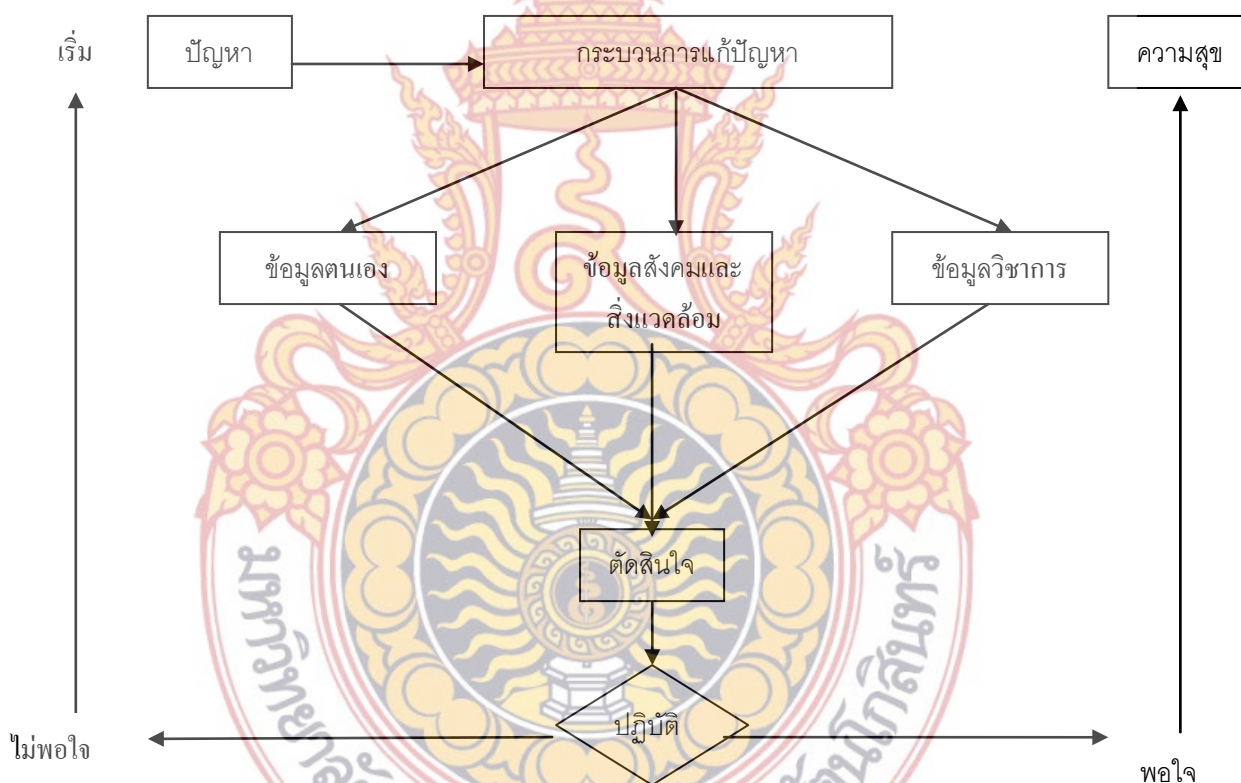 เริ่ม
ปัญหา
กระบวนการแก้ปัญหา
ความสุข
ข้อมูลตนเอง
ข้อมูลสังคมและ
สิ่งแวดล้อม
ข้อมูลวิชาการ
ตัดสินใจ
ปฏิบัติ
ไม่พอใจ
พอใจ